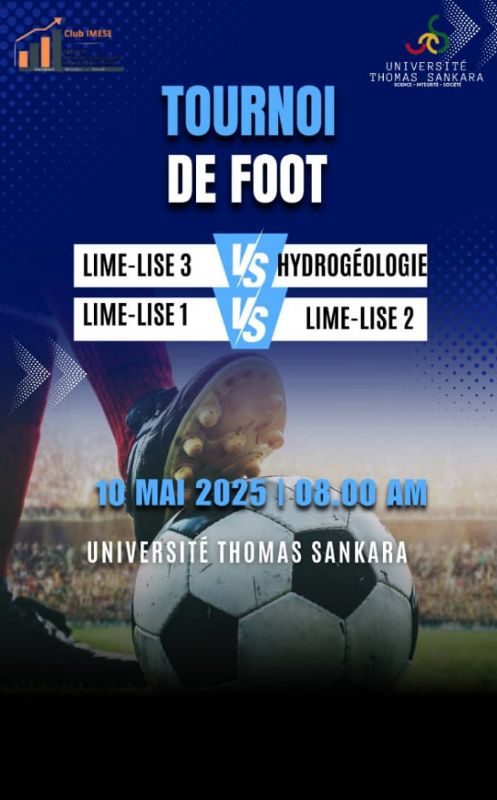 Club IMESE
UNIVERSITÉ
THOMAS SANKARA
SCIENCE - INTÉGRITÉ - SOCIÉTÉ
TOURNOI
DE FOOT
LIME-LISE 3 VS HYDROGÉOLOGIE
LIME-LISE 1 VS LIME-LISE 2
10 MAI 2025 | 08.00 AM
UNIVERSITÉ THOMAS SANKARA